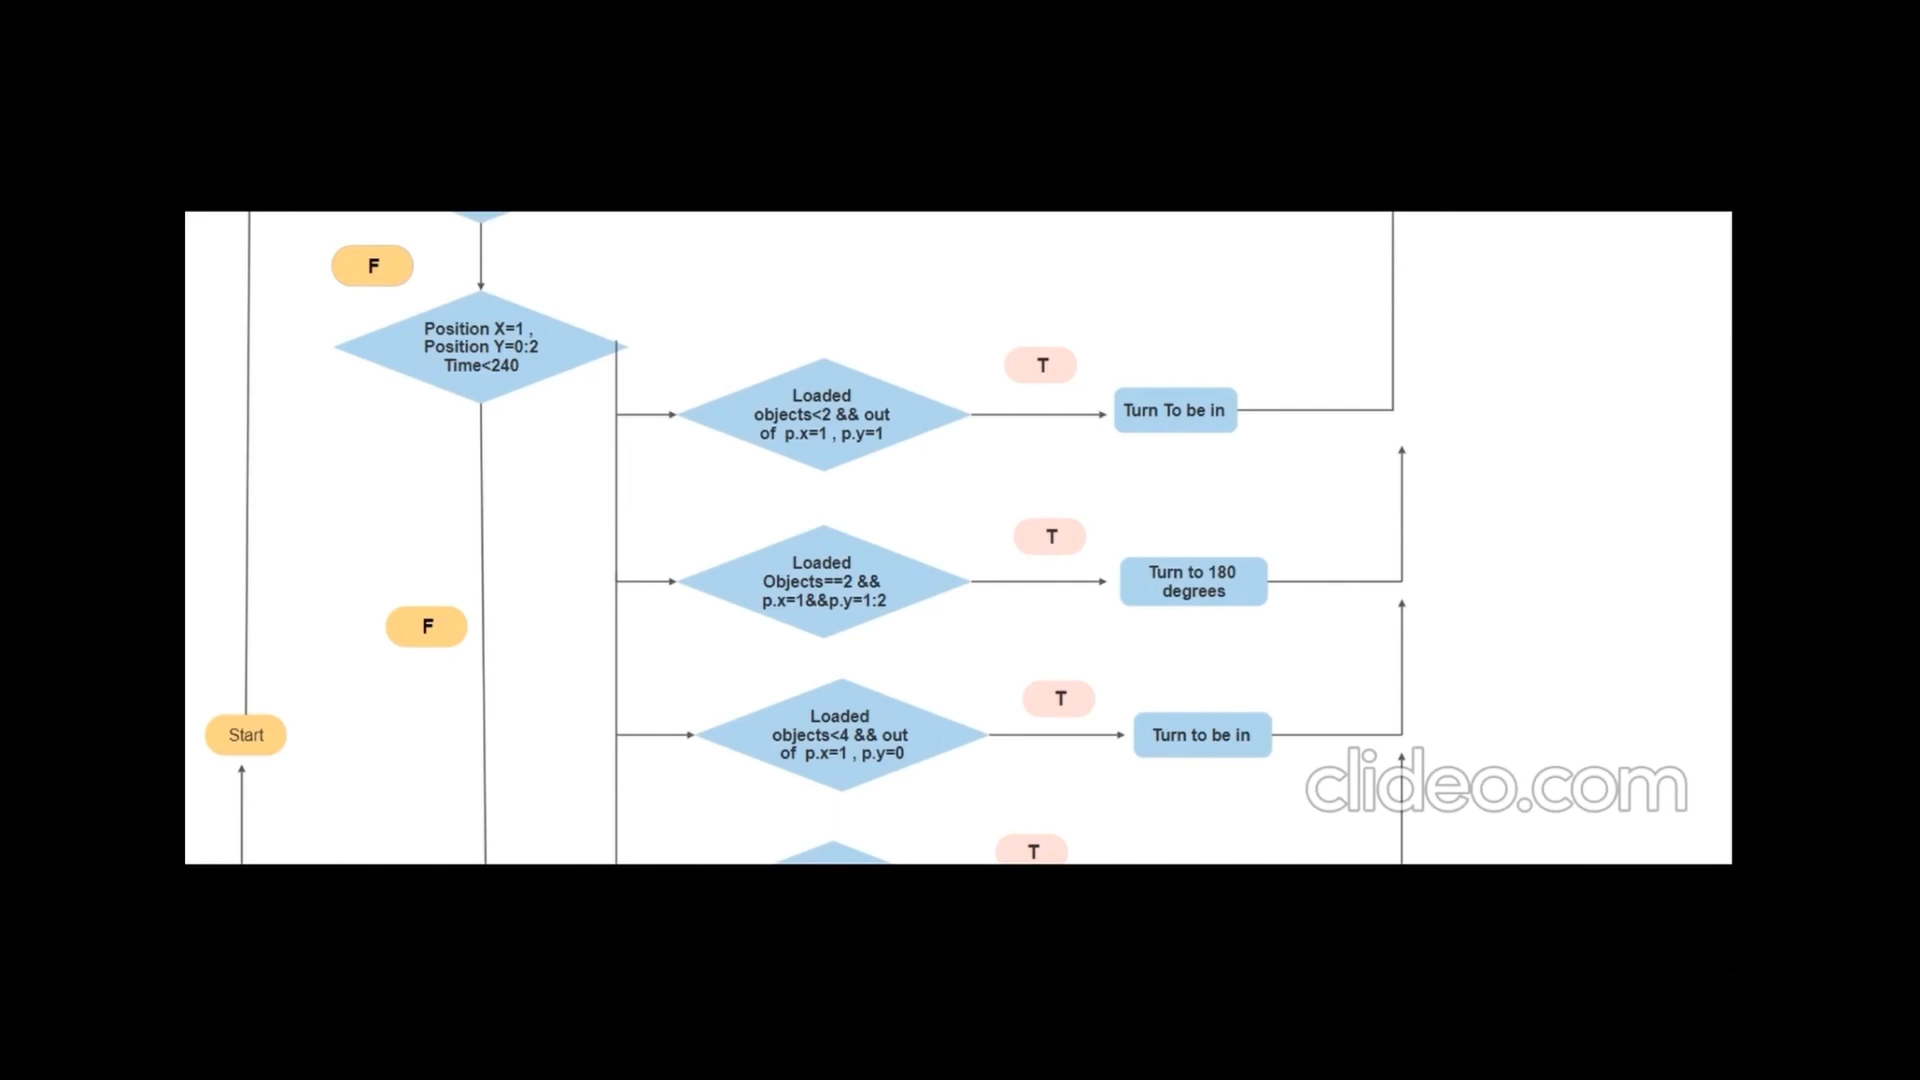 F
Position X=1 ,
Position Y=0:2
Time<240
Loaded
objects<2 && out
of p.x=1 , p.y=1
T
Turn To be in
Loaded
Objects==2 &&
p.x=1&&p.y=1:2
T
Turn to 180
degrees
F
Loaded
objects<4 && out
of p.x=1 , p.y=0
T
Turn to be in
Start
clideo.com
T